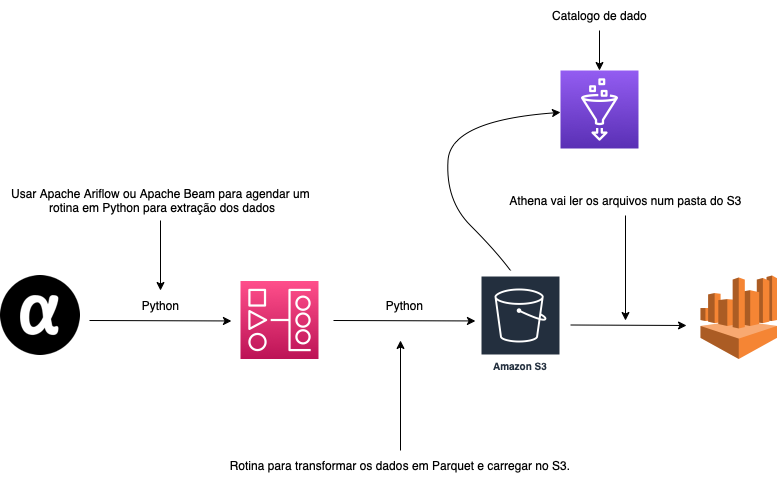 Catalogo de dado
Usar Apache Ariflow ou Apache Beam para agendar um
rotina em Python para extração dos dados
Athena vai ler os arquivos num pasta do S3
α
Python
Python
Amazon S3
Rotina para transformar os dados em Parquet e carregar no S3.